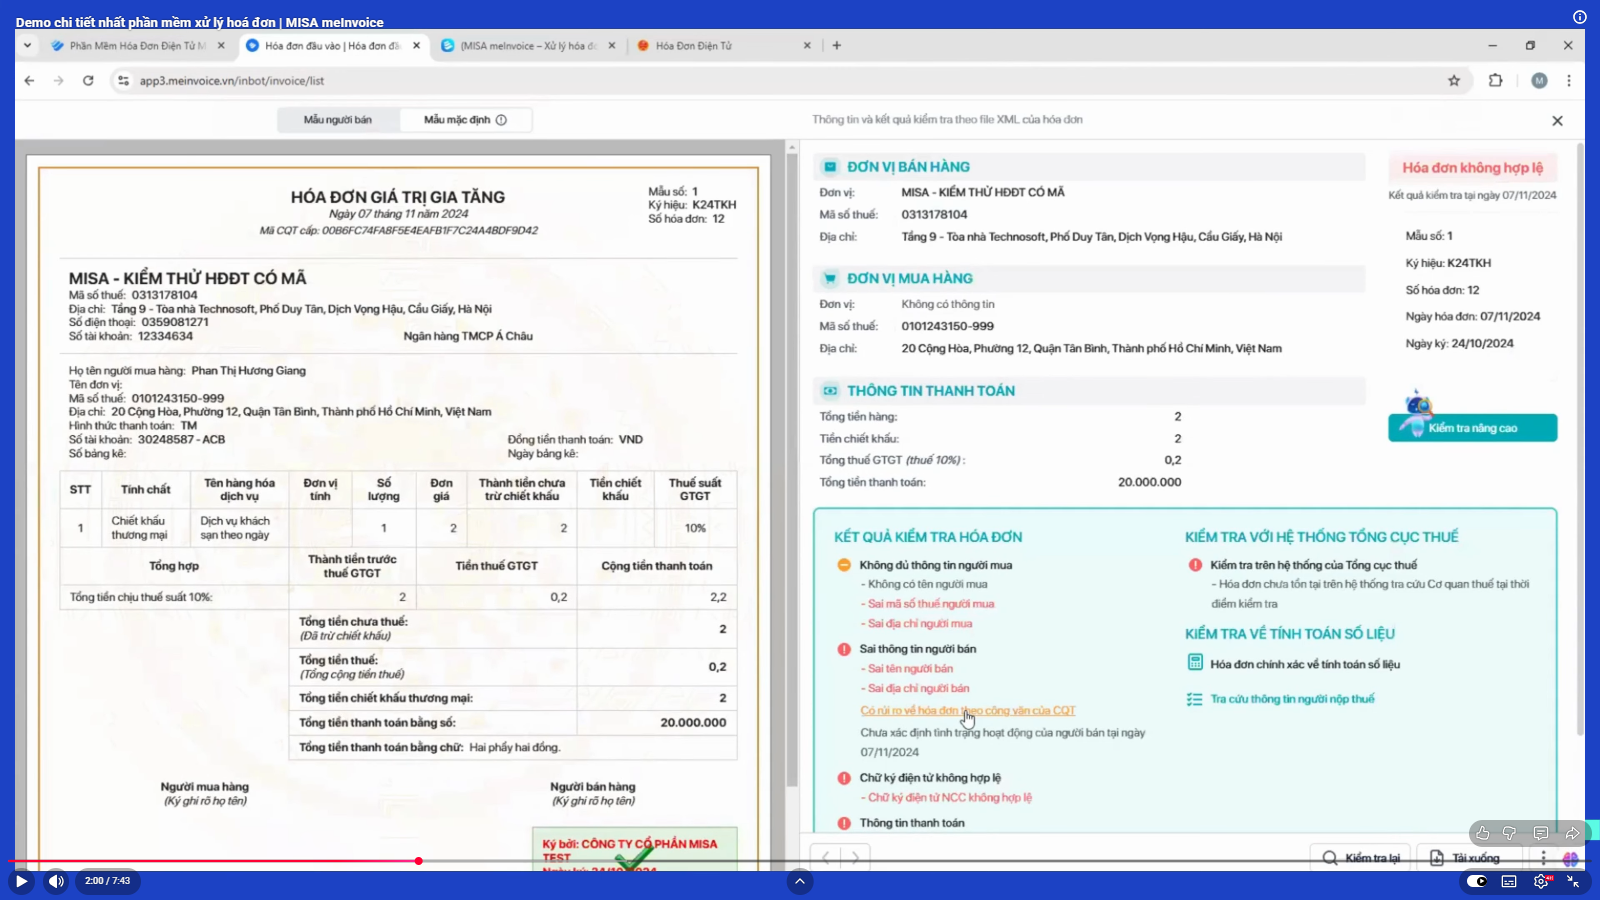 Demo chi tiết nhất phần mềm xử lý hoá đơn | MISA meInvoice
Phần Mềm Hóa Đơn Điện Tử M
Hóa đơn đầu vào | Hóa đơn đầ
(MISA meInvoice – Xử lý hóa đơ
Hóa Đơn Điện Tử
app3.meinvoice.vn/inbot/invoice/list
M
Mẫu người bán
Mẫu mặc định
Thông tin và kết quả kiểm tra theo file XML của hóa đơn
HÓA ĐƠN GIÁ TRỊ GIA TĂNG
Ngày 07 tháng 11 năm 2024
Mã CQT cấp: 00B6FC74FA8F5E4EAFB1F7C24A4BDF9D42
Mẫu số: 1
Ký hiệu: K24TKH
Số hóa đơn: 12
MISA - KIỂM THỬ HĐĐT CÓ MÃ
Mã số thuế: 0313178104
Địa chỉ: Tầng 9 - Tòa nhà Technosoft, Phố Duy Tân, Dịch Vọng Hậu, Cầu Giấy, Hà Nội
Số điện thoại: 0359081271
Số tài khoản: 12334634 Ngân hàng TMCP Á Châu
Họ tên người mua hàng: Phan Thị Hương Giang
Tên đơn vị:
Mã số thuế: 0101243150-999
Địa chỉ: 20 Cộng Hòa, Phường 12, Quận Tân Bình, Thành phố Hồ Chí Minh, Việt Nam
Hình thức thanh toán: TM
Số tài khoản: 30248587 - ACB Đồng tiền thanh toán: VND
Số bảng kê: Ngày bảng kê:
STT Tính chất Tên hàng hóa dịch vụ Đơn vị tính Số lượng Đơn giá Thành tiền chưa trừ chiết khấu Tiền chiết khấu Thuế suất GTGT
1 Chiết khấu thương mại Dịch vụ khách sạn theo ngày 1 2 2 10%
Tổng hợp Thành tiền trước thuế GTGT Tiền thuế GTGT Cộng tiền thanh toán
Tổng tiền chịu thuế suất 10%: 2 0,2 2,2
Tổng tiền chưa thuế: 2
(Đã trừ chiết khấu)
Tổng tiền thuế: 0,2
(Tổng cộng tiền thuế)
Tổng tiền chiết khấu thương mại: 2
Tổng tiền thanh toán bằng số: 20.000.000
Tổng tiền thanh toán bằng chữ: Hai phẩy hai đồng.
Người mua hàng
(Ký ghi rõ họ tên)
Người bán hàng
(Ký ghi rõ họ tên)
Ký bởi: CÔNG TY CỔ PHẦN MISA
TEST
ĐƠN VỊ BÁN HÀNG
Đơn vị: MISA - KIỂM THỬ HĐĐT CÓ MÃ
Mã số thuế: 0313178104
Địa chỉ: Tầng 9 - Tòa nhà Technosoft, Phố Duy Tân, Dịch Vọng Hậu, Cầu Giấy, Hà Nội
ĐƠN VỊ MUA HÀNG
Đơn vị: Không có thông tin
Mã số thuế: 0101243150-999
Địa chỉ: 20 Cộng Hòa, Phường 12, Quận Tân Bình, Thành phố Hồ Chí Minh, Việt Nam
THÔNG TIN THANH TOÁN
Tổng tiền hàng: 2
Tiền chiết khấu: 2
Tổng thuế GTGT (thuế 10%) : 0,2
Tổng tiền thanh toán: 20.000.000
Hóa đơn không hợp lệ
Kết quả kiểm tra tại ngày 07/11/2024
Mẫu số: 1
Ký hiệu: K24TKH
Số hóa đơn: 12
Ngày hóa đơn: 07/11/2024
Ngày ký: 24/10/2024
Kiểm tra nâng cao
KẾT QUẢ KIỂM TRA HÓA ĐƠN
Không đủ thông tin người mua
- Không có tên người mua
- Sai mã số thuế người mua
- Sai địa chỉ người mua
Sai thông tin người bán
- Sai tên người bán
- Sai địa chỉ người bán
Có rủi ro về hóa đơn theo công văn của CQT
Chưa xác định tình trạng hoạt động của người bán tại ngày
07/11/2024
Chữ ký điện tử không hợp lệ
- Chữ ký điện tử NCC không hợp lệ
Thông tin thanh toán
KIỂM TRA VỚI HỆ THỐNG TỔNG CỤC THUẾ
Kiểm tra trên hệ thống của Tổng cục thuế
- Hóa đơn chưa tồn tại trên hệ thống tra cứu Cơ quan thuế tại thời
điểm kiểm tra
KIỂM TRA VỀ TÍNH TOÁN SỐ LIỆU
Hóa đơn chính xác về tính toán số liệu
Tra cứu thông tin người nộp thuế
Kiểm tra lại
Tải xuống
2:00 / 7:43